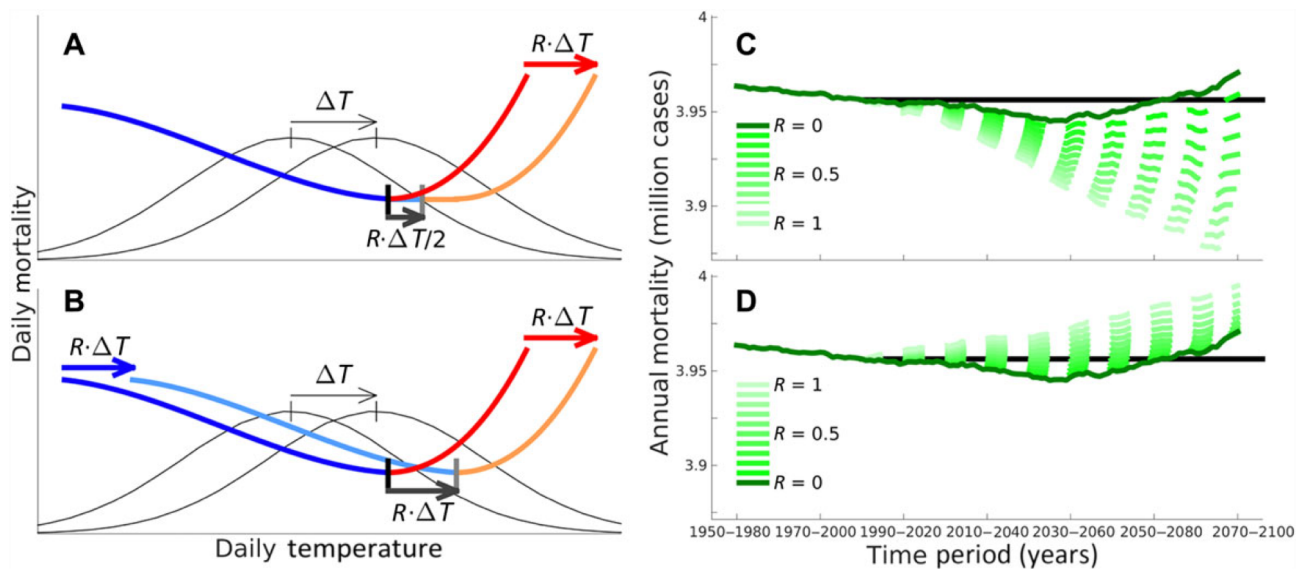 A
R·ΔT
ΔT
R·ΔT/2
B
R·ΔT
R·ΔT
ΔT
R·ΔT
Daily mortality
Daily temperature
C
4
3.95
3.9
R = 0
R = 0.5
R = 1
D
4
3.95
3.9
R = 1
R = 0.5
R = 0
Annual mortality (million cases)
1950–1980 1970–2000 1990–2020 2010–2040 2030–2060 2050–2080 2070–2100
Time period (years)